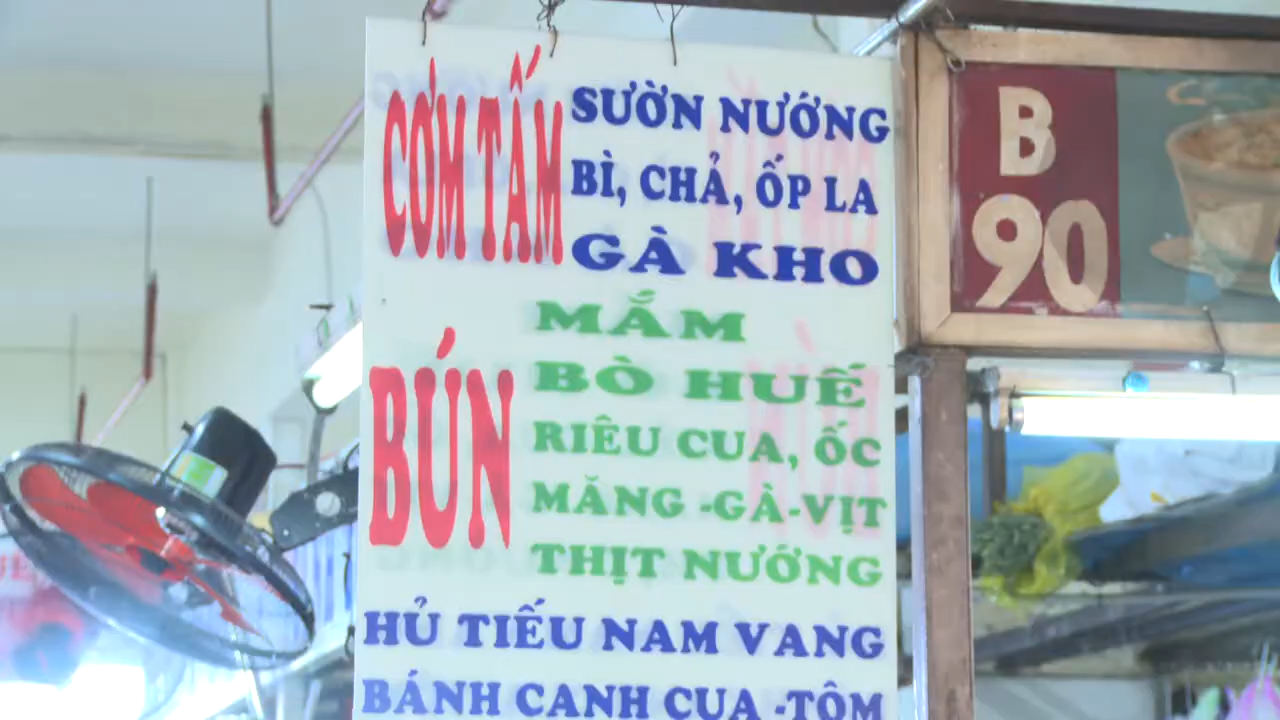 CƠM TẤM
SƯỜN NƯỚNG
BÌ, CHẢ, ỐP LA
GÀ KHO
BÚN
MẮM
BÒ HUẾ
RIÊU CUA, ỐC
MĂNG -GÀ-VỊT
THỊT NƯỚNG
HỦ TIẾU NAM VANG
BÁNH CANH CUA -TÔM
B
90